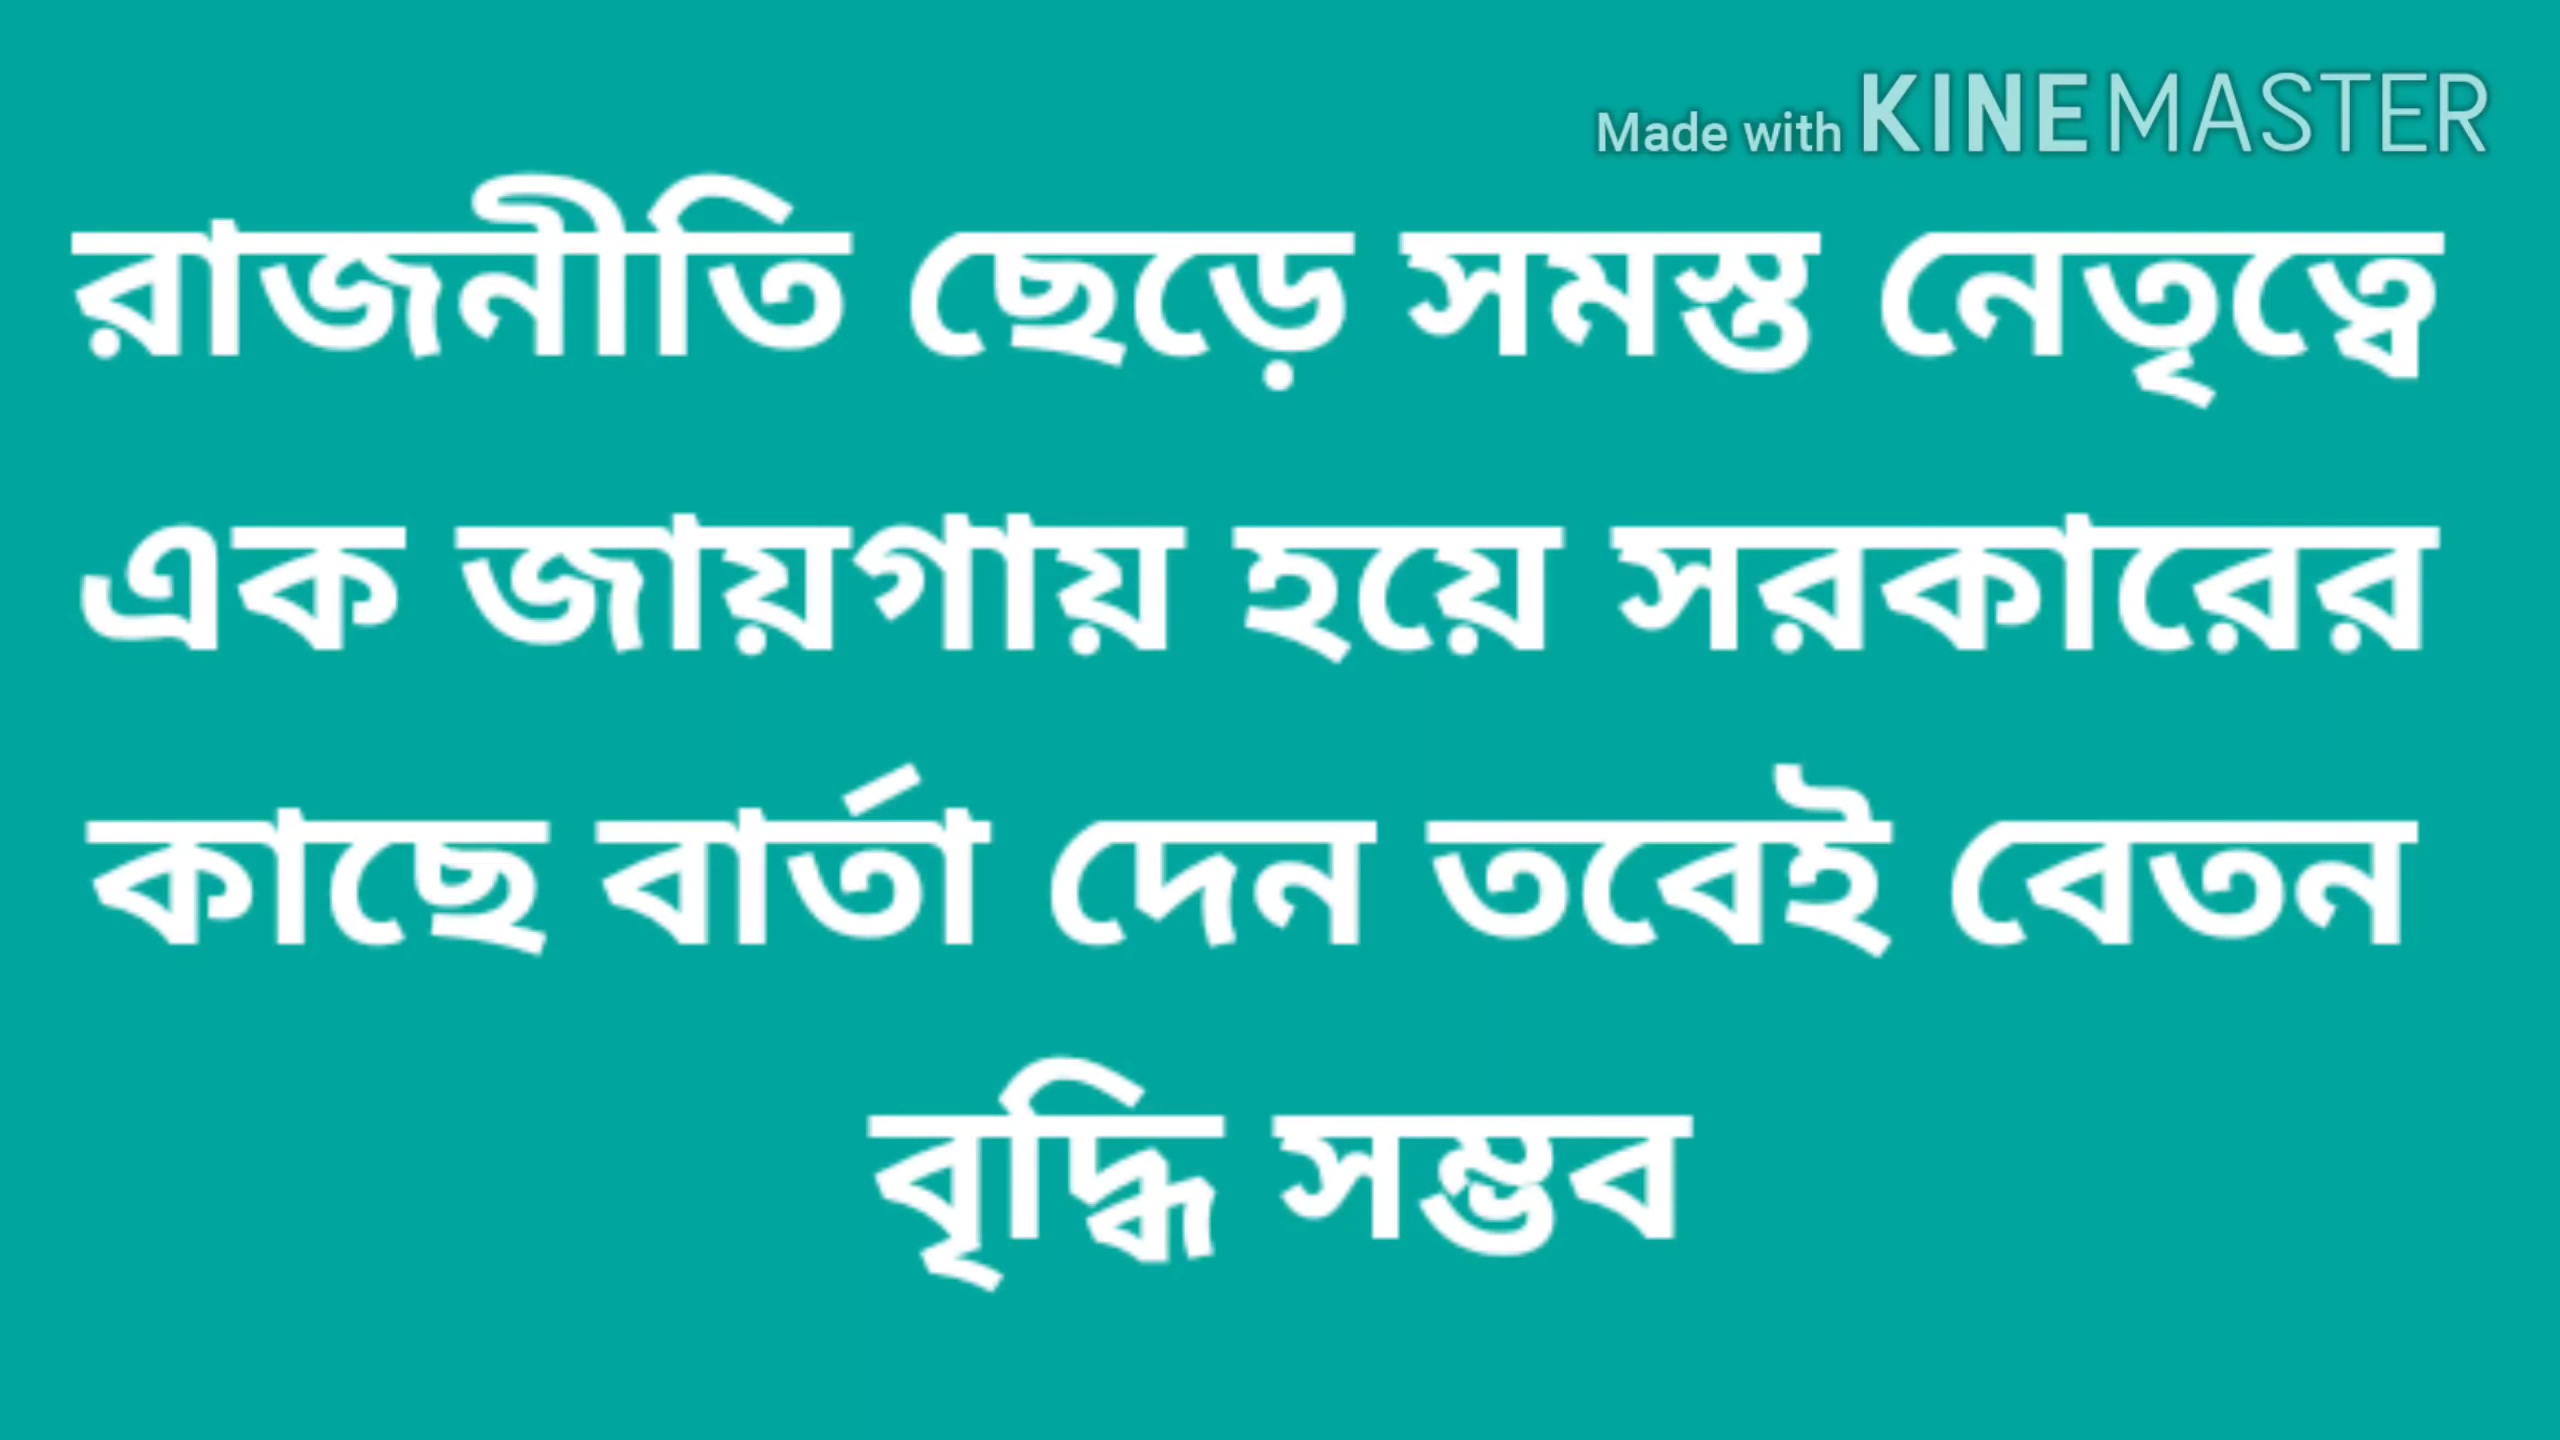 Made with KINEMASTER
রাজনীতি ছেড়ে সমস্ত নেতৃত্বে
এক জায়গায় হয়ে সরকারের
কাছে বার্তা দেন তবেই বেতন
বৃদ্ধি সম্ভব